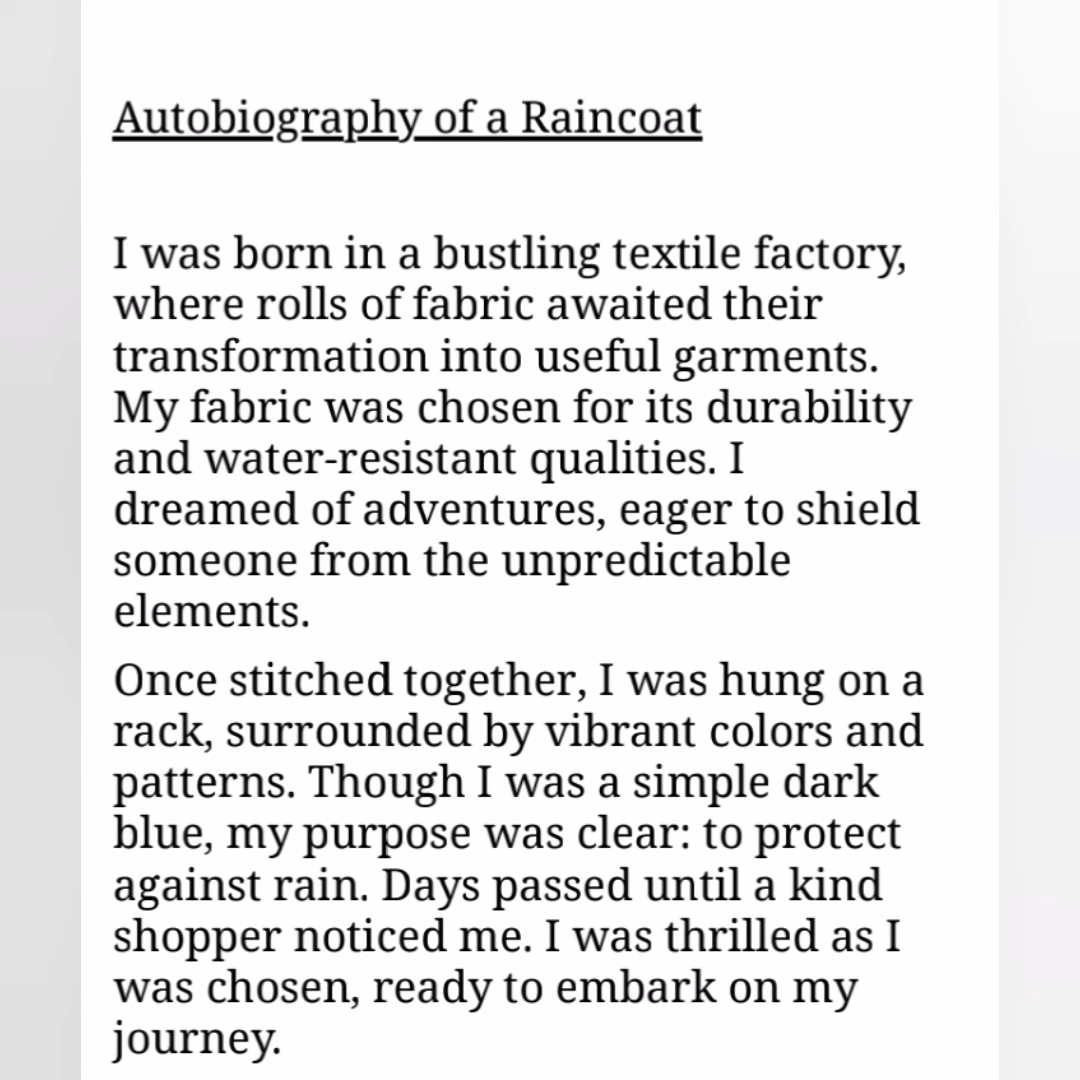 Autobiography of a Raincoat
I was born in a bustling textile factory,
where rolls of fabric awaited their
transformation into useful garments.
My fabric was chosen for its durability
and water-resistant qualities. I
dreamed of adventures, eager to shield
someone from the unpredictable
elements.
Once stitched together, I was hung on a
rack, surrounded by vibrant colors and
patterns. Though I was a simple dark
blue, my purpose was clear: to protect
against rain. Days passed until a kind
shopper noticed me. I was thrilled as I
was chosen, ready to embark on my
journey.